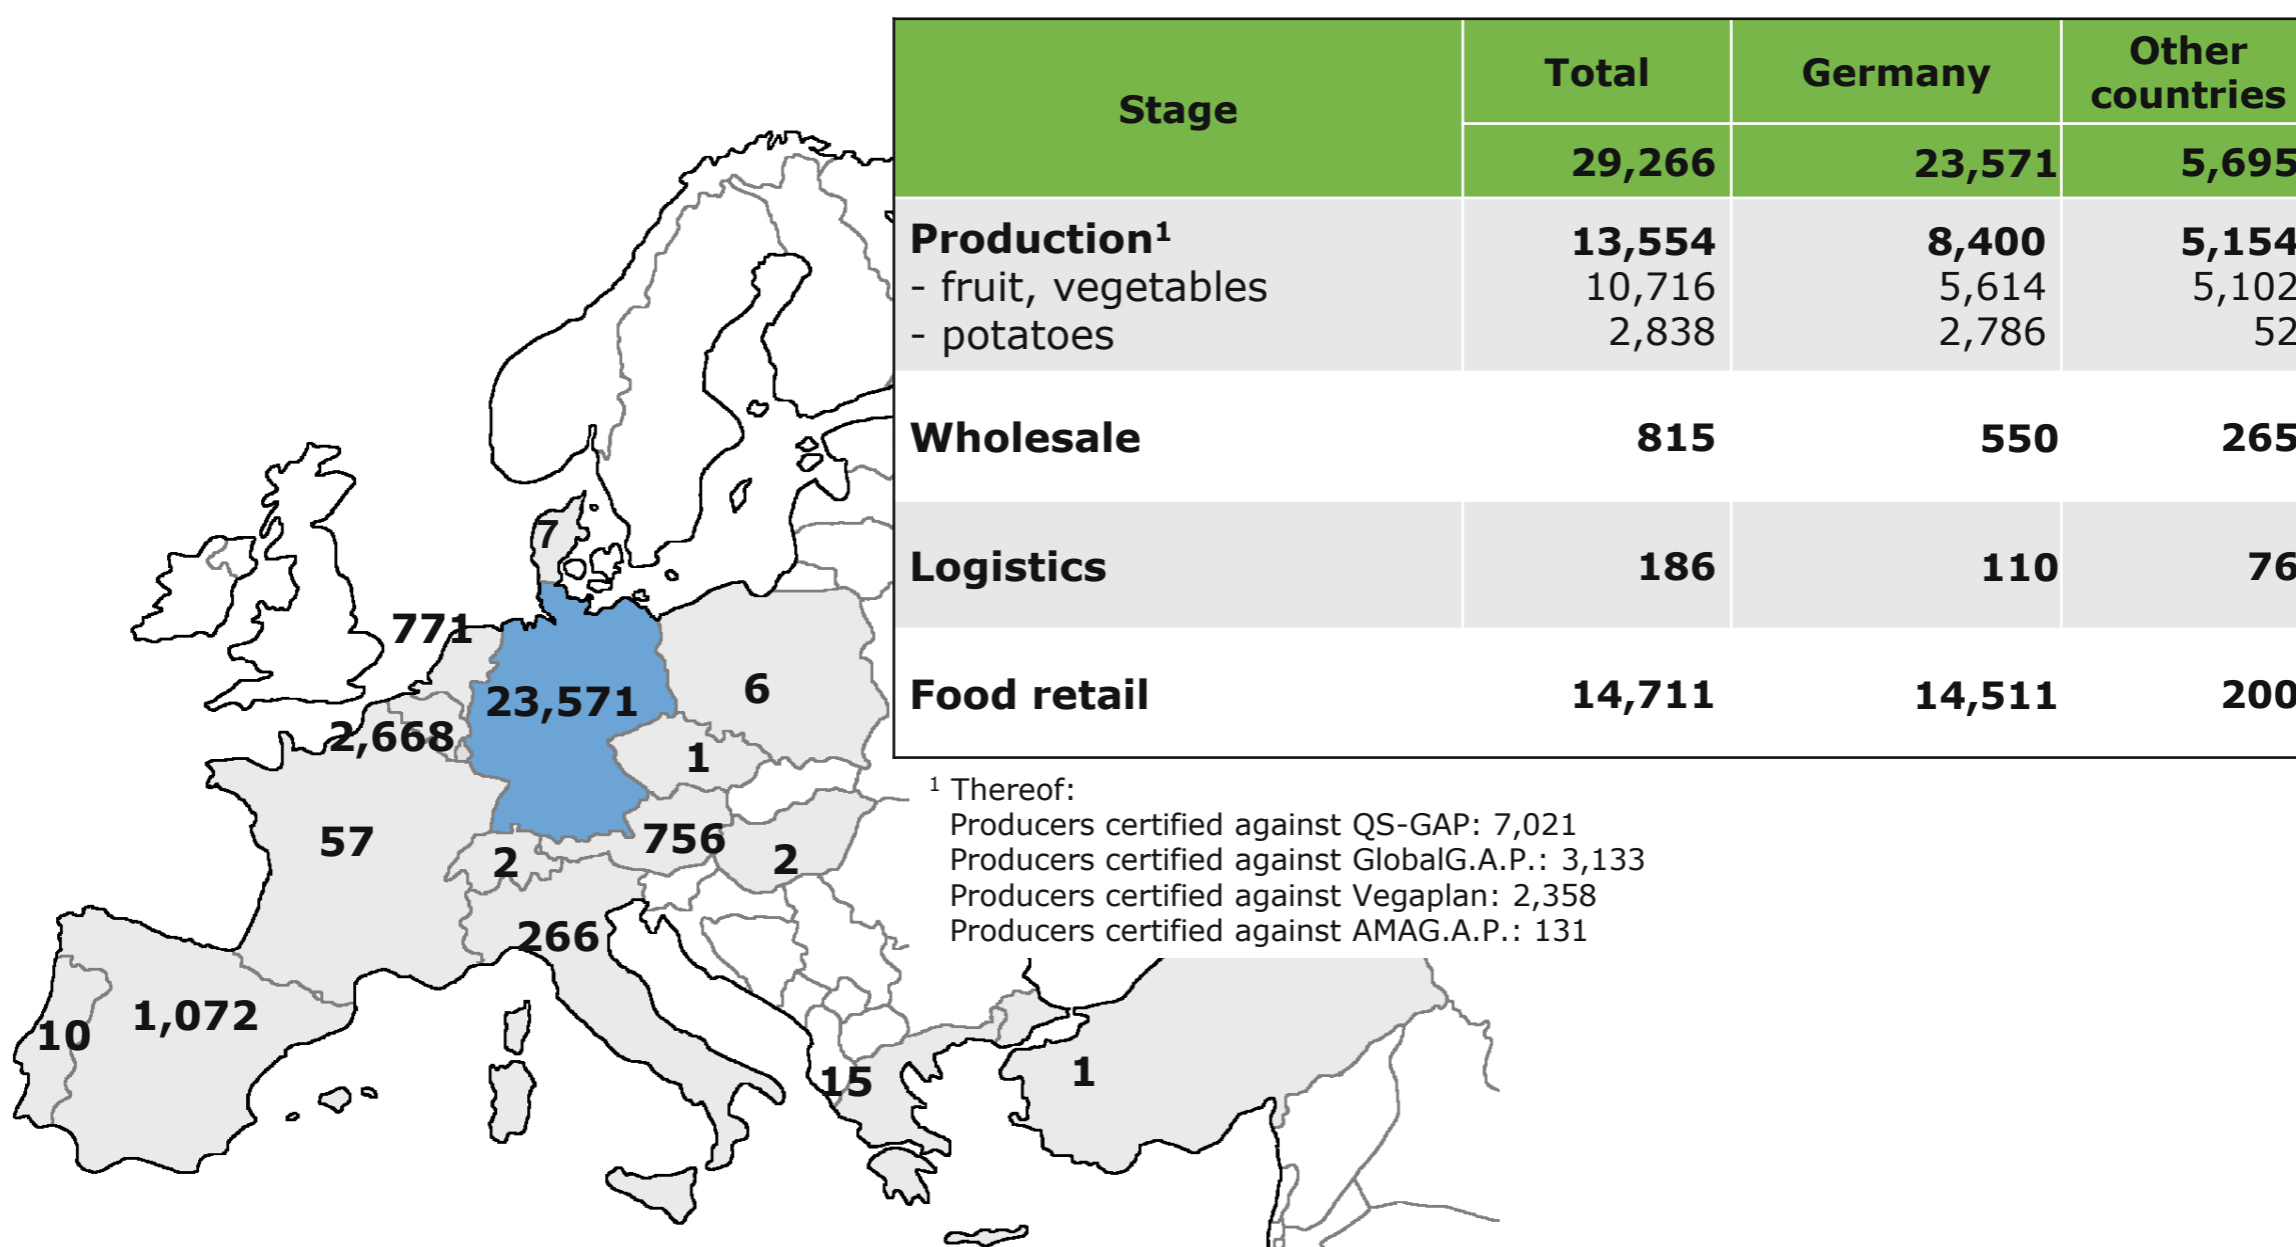 Stage
Total
Germany
Other
countries
29,266
23,571
5,695
Production¹
13,554
8,400
5,154
- fruit, vegetables
10,716
5,614
5,102
- potatoes
2,838
2,786
52
Wholesale
815
550
265
Logistics
186
110
76
Food retail
14,711
14,511
200
¹ Thereof:
Producers certified against QS-GAP: 7,021
Producers certified against GlobalG.A.P.: 3,133
Producers certified against Vegaplan: 2,358
Producers certified against AMAG.A.P.: 131
7
771
23,571
6
2,668
1
57
756
2
2
266
10
1,072
15
1